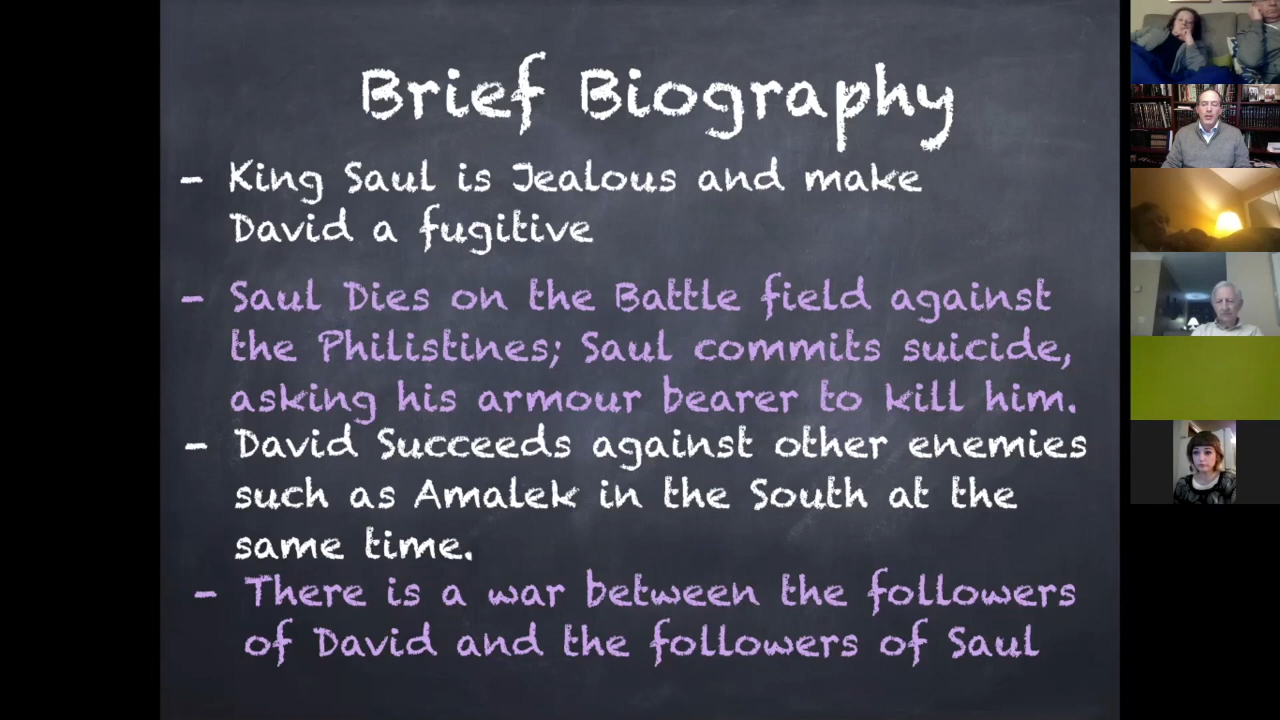 Brief Biography
- King Saul is Jealous and make
David a fugitive
- Saul Dies on the Battle field against
the Philistines; Saul commits suicide,
asking his armour bearer to kill him.
- David Succeeds against other enemies
such as Amalek in the South at the
same time.
- There is a war between the followers
of David and the followers of Saul